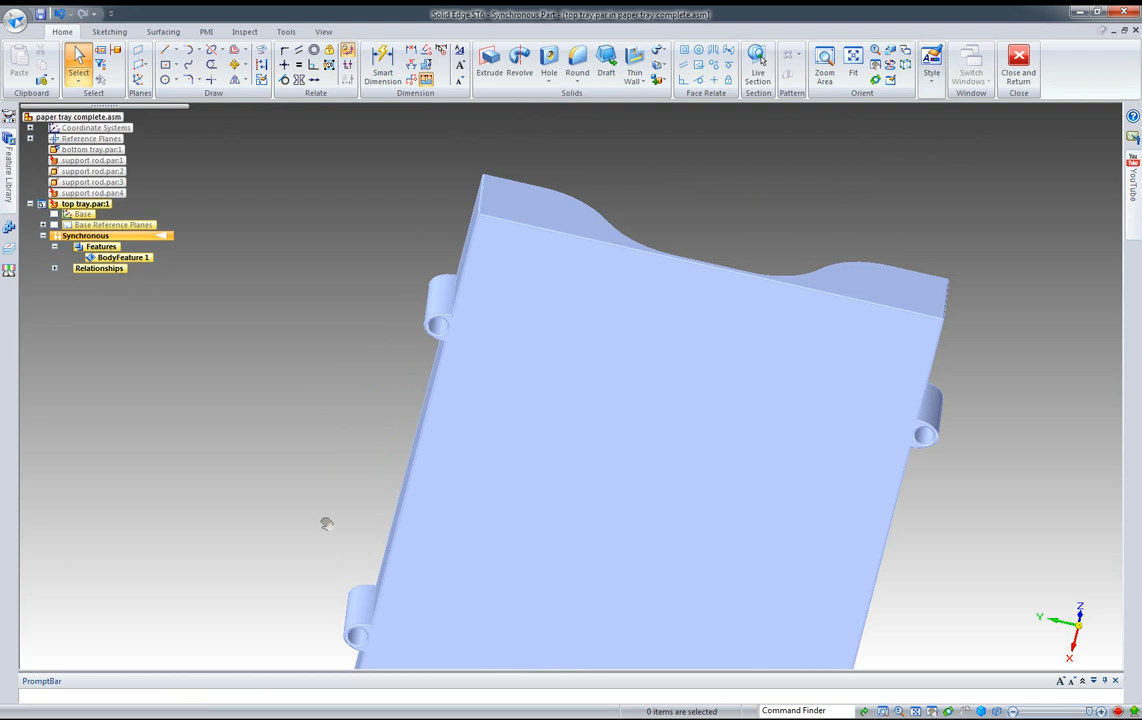 Solid Edge ST6 - Synchronous Part - [top tray.par in paper tray complete.asm]
Home Sketching Surfacing PMI Inspect Tools View
Paste
Select
Smart Dimension
Extrude Revolve Hole Round Draft Thin Wall
Live Section
Zoom Area Fit
Style
Switch Windows
Close and Return
Clipboard Select Planes Draw Relate Dimension Solids Face Relate Section Pattern Orient Window Close
paper tray complete.asm
Coordinate Systems
Reference Planes
bottom tray.par:1
support rod.par:1
support rod.par:2
support rod.par:3
support rod.par:4
top tray.par:1
Base
Base Reference Planes
Synchronous
Features
BodyFeature 1
Relationships
Feature Library
YouTube
Z
Y
X
PromptBar
0 items are selected
Command Finder